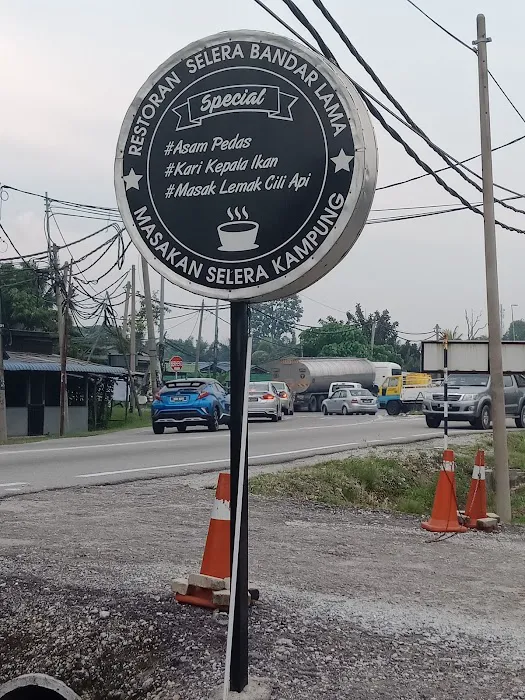 RESTORAN SELERA BANDAR LAMA
Special
#Asam Pedas
#Kari Kepala Ikan
#Masak Lemak Cili Api
MASAKAN SELERA KAMPUNG